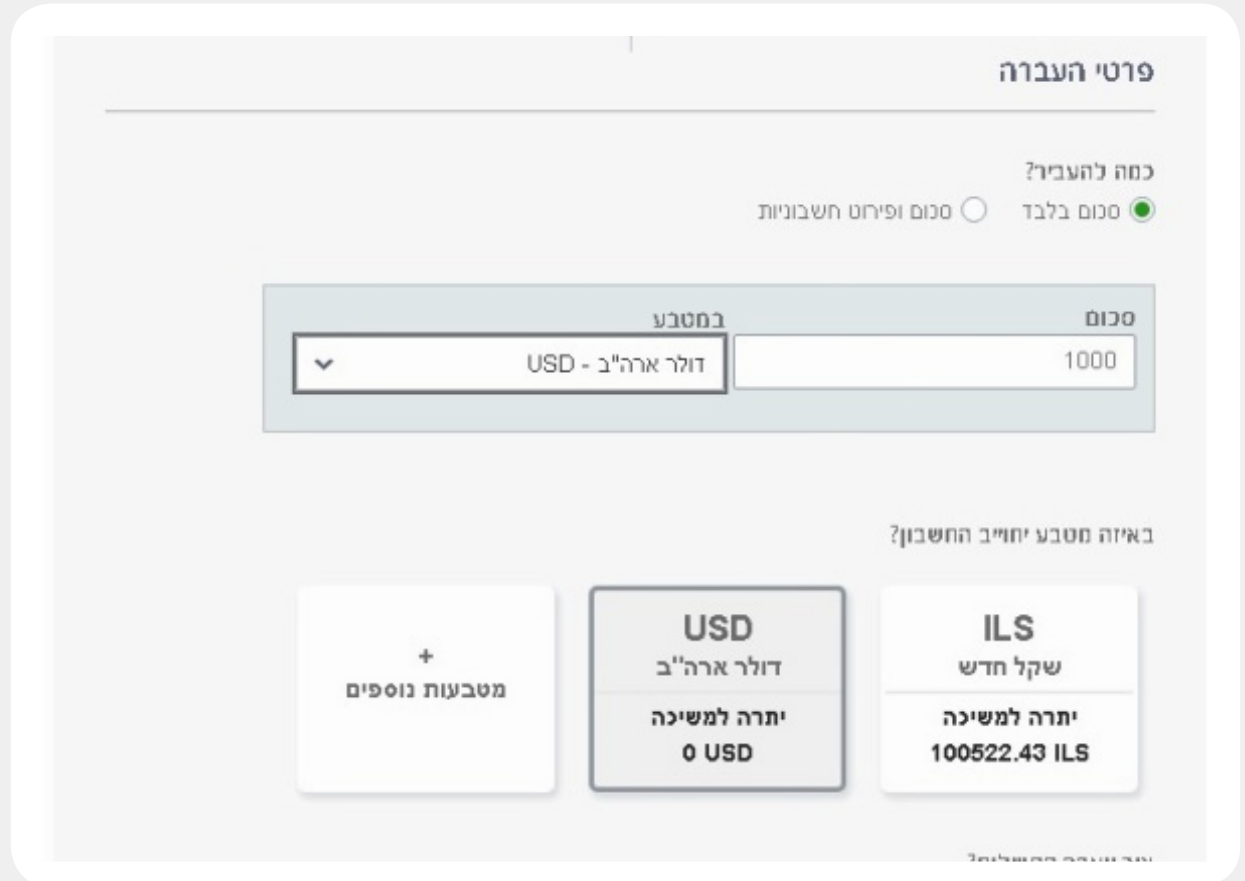 פרטי העברה
כמה להעביר?
סכום בלבד סכום ופירוט חשבוניות
סכום במטבע
1000 דולר ארה"ב - USD
באיזה מטבע יחוייב החשבון?
ILS
שקל חדש
יתרה למשיכה
100522.43 ILS
USD
דולר ארה''ב
יתרה למשיכה
0 USD
+
מטבעות נוספים